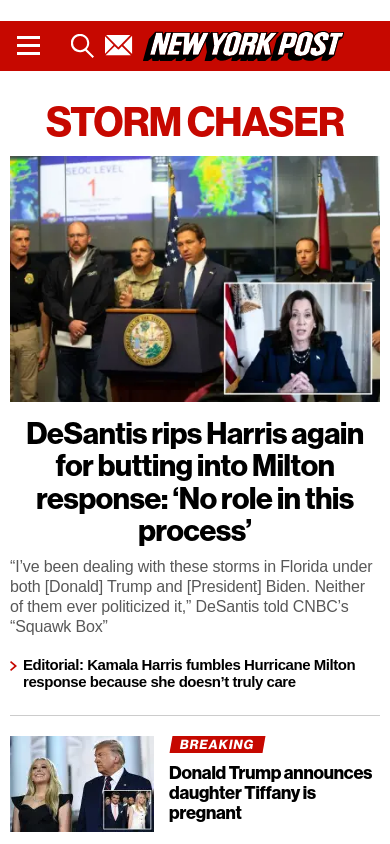 NEW YORK POST
STORM CHASER
SEOC LEVEL
1
DeSantis rips Harris again
for butting into Milton
response: ‘No role in this
process’
“I’ve been dealing with these storms in Florida under
both [Donald] Trump and [President] Biden. Neither
of them ever politicized it,” DeSantis told CNBC’s
“Squawk Box”
Editorial: Kamala Harris fumbles Hurricane Milton
response because she doesn’t truly care
BREAKING
Donald Trump announces
daughter Tiffany is
pregnant